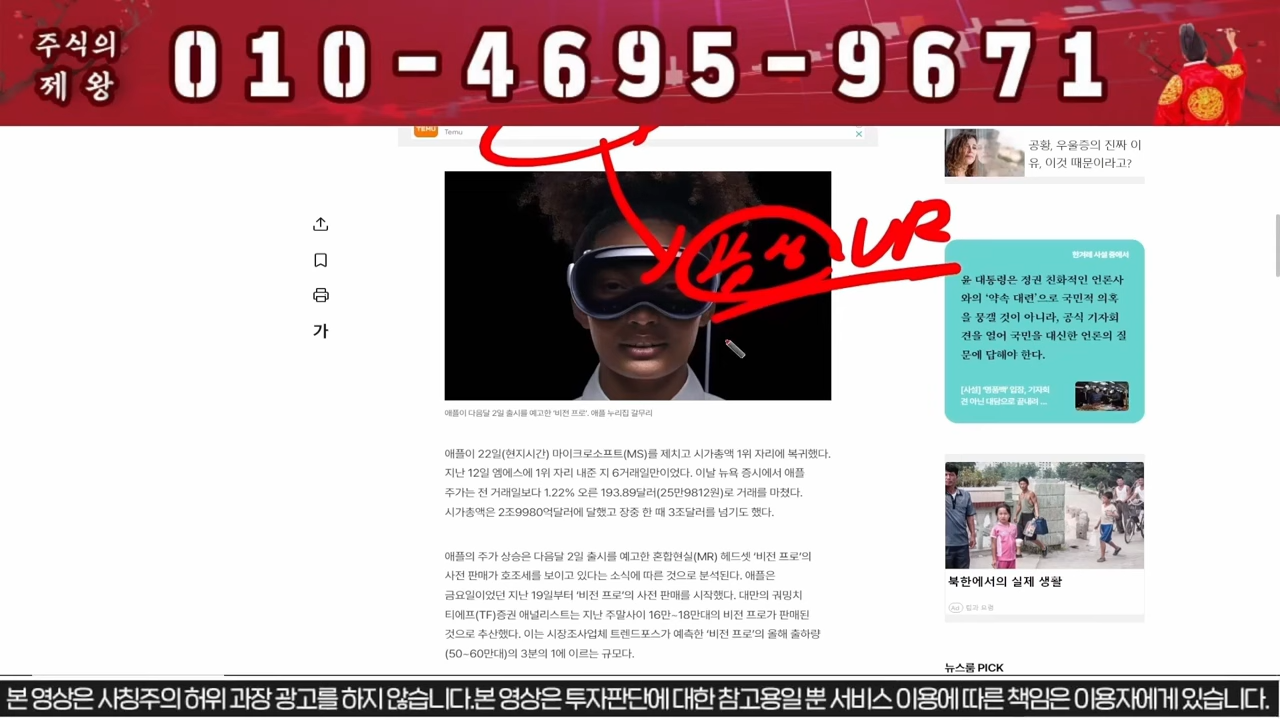 주식의
제 왕
010-4695-9671
TEMU
Temu
공황, 우울증의 진짜 이
유, 이것 때문이라고?
UP
가
애플이 다음달 2일 출시를 예고한 '비전 프로'. 애플 누리집 갈무리
애플이 22일(현지시간) 마이크로소프트(MS)를 제치고 시가총액 1위 자리에 복귀했다.
지난 12일 엠에스에 1위 자리 내준 지 6거래일만이었다. 이날 뉴욕 증시에서 애플
주가는 전 거래일보다 1.22% 오른 193.89달러(25만9812원)로 거래를 마쳤다.
시가총액은 2조9980억달러에 달했고 장중 한 때 3조달러를 넘기도 했다.
애플의 주가 상승은 다음달 2일 출시를 예고한 혼합현실(MR) 헤드셋 '비전 프로'의
사전 판매가 호조세를 보이고 있다는 소식에 따른 것으로 분석된다. 애플은
금요일이었던 지난 19일부터 '비전 프로'의 사전 판매를 시작했다. 대만의 궈밍치
티에프(TF)증권 애널리스트는 지난 주말사이 16만~18만대의 비전 프로가 판매된
것으로 추산했다. 이는 시장조사업체 트렌드포스가 예측한 '비전 프로'의 올해 출하량
(50~60만대)의 3분의 1에 이르는 규모다.
한겨레 사설 중에서
윤 대통령은 정권 친화적인 언론사
와의 '약속 대련'으로 국민적 의혹
을 뭉갤 것이 아니라, 공식 기자회
견을 열어 국민을 대신한 언론의 질
문에 답해야 한다.
[사설] '명품백' 입장, 기자회
견 아닌 대담으로 끝내려 ...
북한에서의 실제 생활
Ad
뉴스룸 PICK
본 영상은 사칭주의 허위 과장 광고를 하지 않습니다.본 영상은 투자판단에 대한 참고용일 뿐 서비스 이용에 따른 책임은 이용자에게 있습니다.